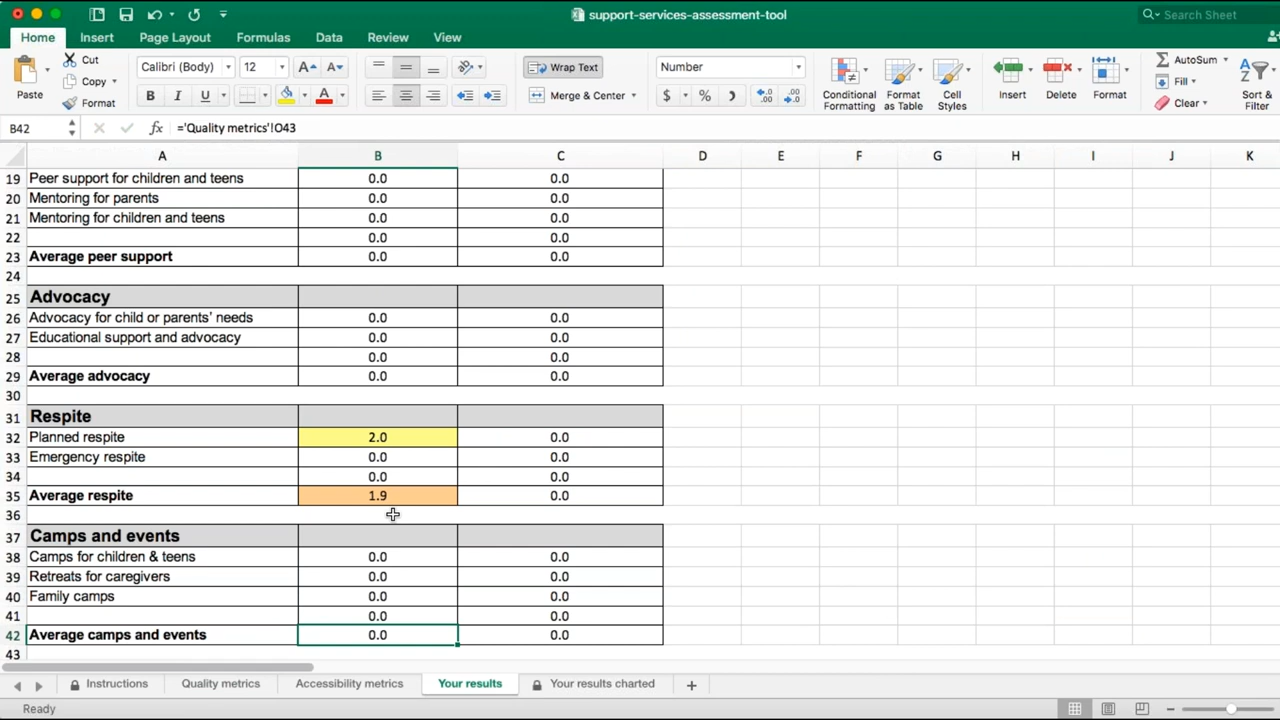 support-services-assessment-tool
Search Sheet
Home Insert Page Layout Formulas Data Review View
Paste Cut Copy Format
Calibri (Body) 12
Wrap Text
Merge & Center
Number
Conditional Formatting
Format as Table
Cell Styles
Insert Delete Format
AutoSum
Fill
Clear
Sort & Filter
B42 fx ='Quality metrics'!O43
A B C D E F G H I J K
19 Peer support for children and teens 0.0 0.0
20 Mentoring for parents 0.0 0.0
21 Mentoring for children and teens 0.0 0.0
22 0.0 0.0
23 Average peer support 0.0 0.0
24
25 Advocacy
26 Advocacy for child or parents' needs 0.0 0.0
27 Educational support and advocacy 0.0 0.0
28 0.0 0.0
29 Average advocacy 0.0 0.0
30
31 Respite
32 Planned respite 2.0 0.0
33 Emergency respite 0.0 0.0
34 0.0 0.0
35 Average respite 1.9 0.0
36
37 Camps and events
38 Camps for children & teens 0.0 0.0
39 Retreats for caregivers 0.0 0.0
40 Family camps 0.0 0.0
41 0.0 0.0
42 Average camps and events 0.0 0.0
43
Instructions Quality metrics Accessibility metrics Your results Your results charted
Ready